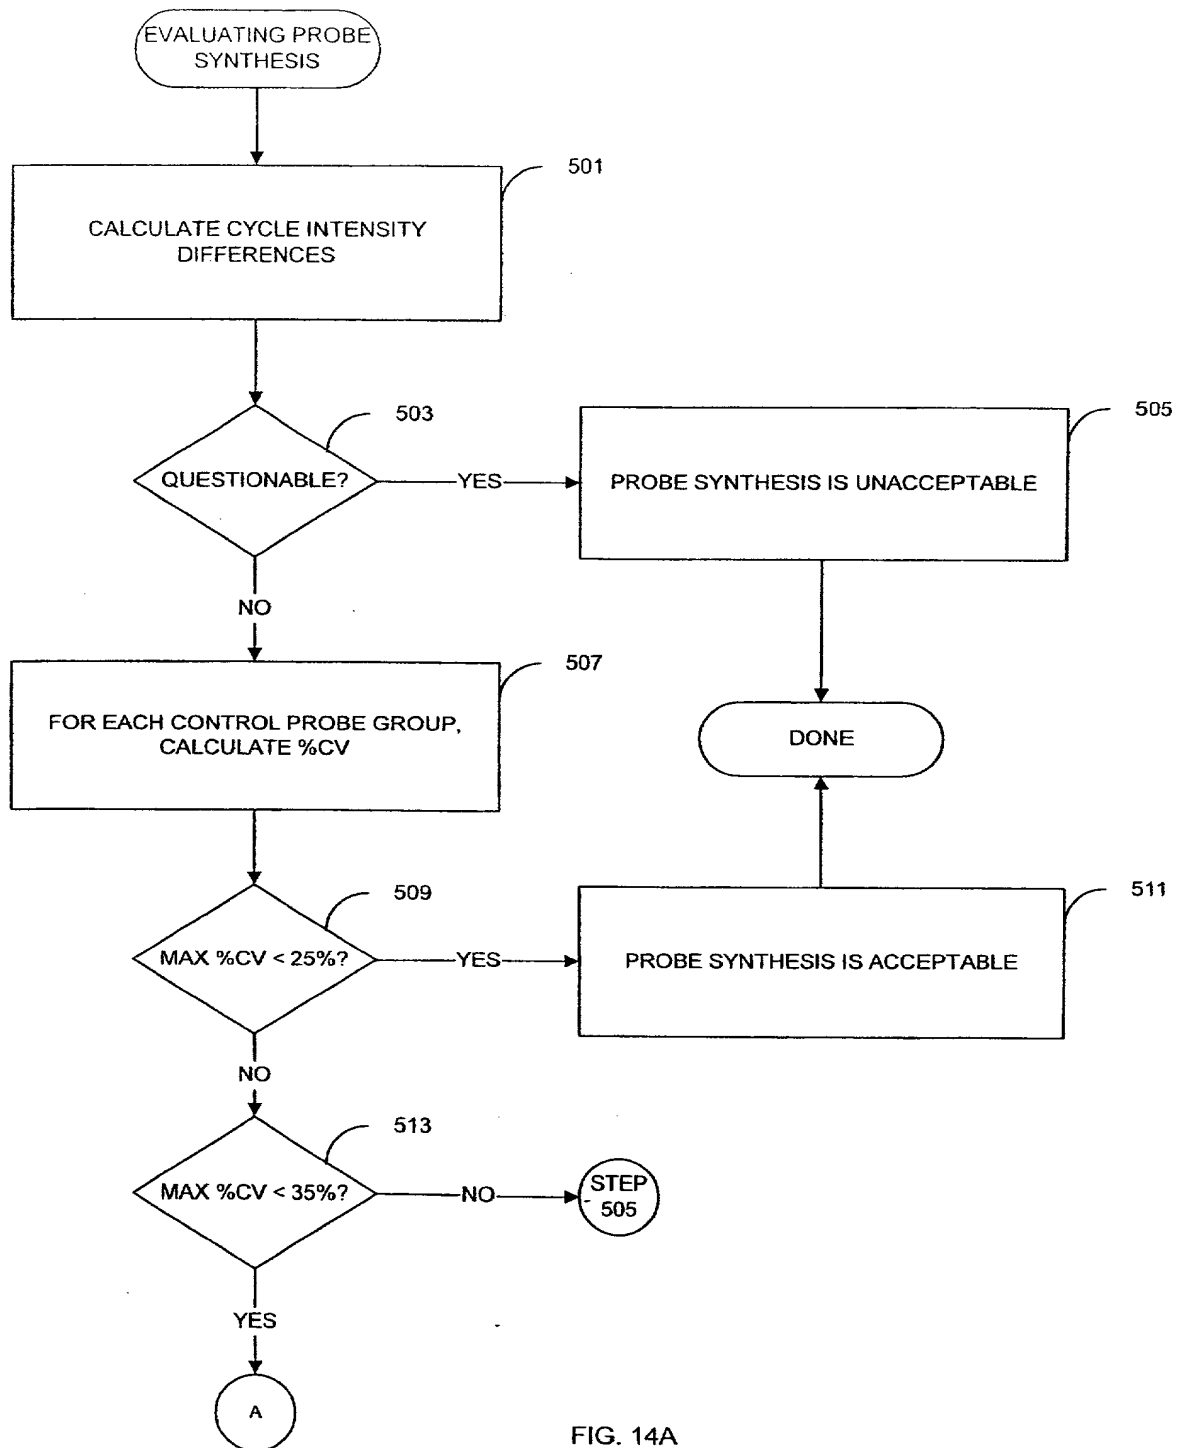 EVALUATING PROBE
SYNTHESIS
501
CALCULATE CYCLE INTENSITY
DIFFERENCES
503
QUESTIONABLE?
YES
505
PROBE SYNTHESIS IS UNACCEPTABLE
NO
507
FOR EACH CONTROL PROBE GROUP,
CALCULATE %CV
DONE
509
MAX %CV < 25%?
YES
511
PROBE SYNTHESIS IS ACCEPTABLE
NO
513
MAX %CV < 35%?
NO
STEP
505
YES
A
FIG. 14A